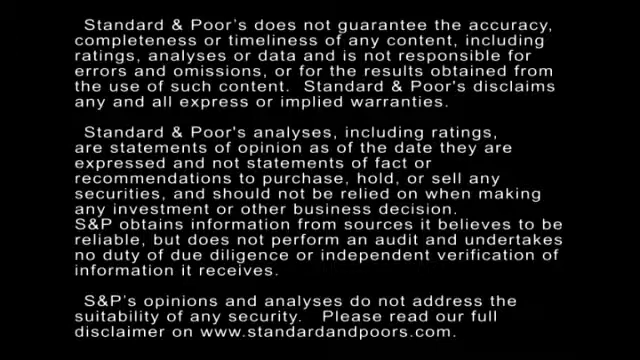 Standard & Poor's does not guarantee the accuracy,
completeness or timeliness of any content, including
ratings, analyses or data and is not responsible for
errors and omissions, or for the results obtained from
the use of such content. Standard & Poor's disclaims
any and all express or implied warranties.
Standard & Poor's analyses, including ratings,
are statements of opinion as of the date they are
expressed and not statements of fact or
recommendations to purchase, hold, or sell any
securities, and should not be relied on when making
any investment or other business decision.
S&P obtains information from sources it believes to be
reliable, but does not perform an audit and undertakes
no duty of due diligence or independent verification of
information it receives.
S&P's opinions and analyses do not address the
suitability of any security. Please read our full
disclaimer on www.standardandpoors.com.